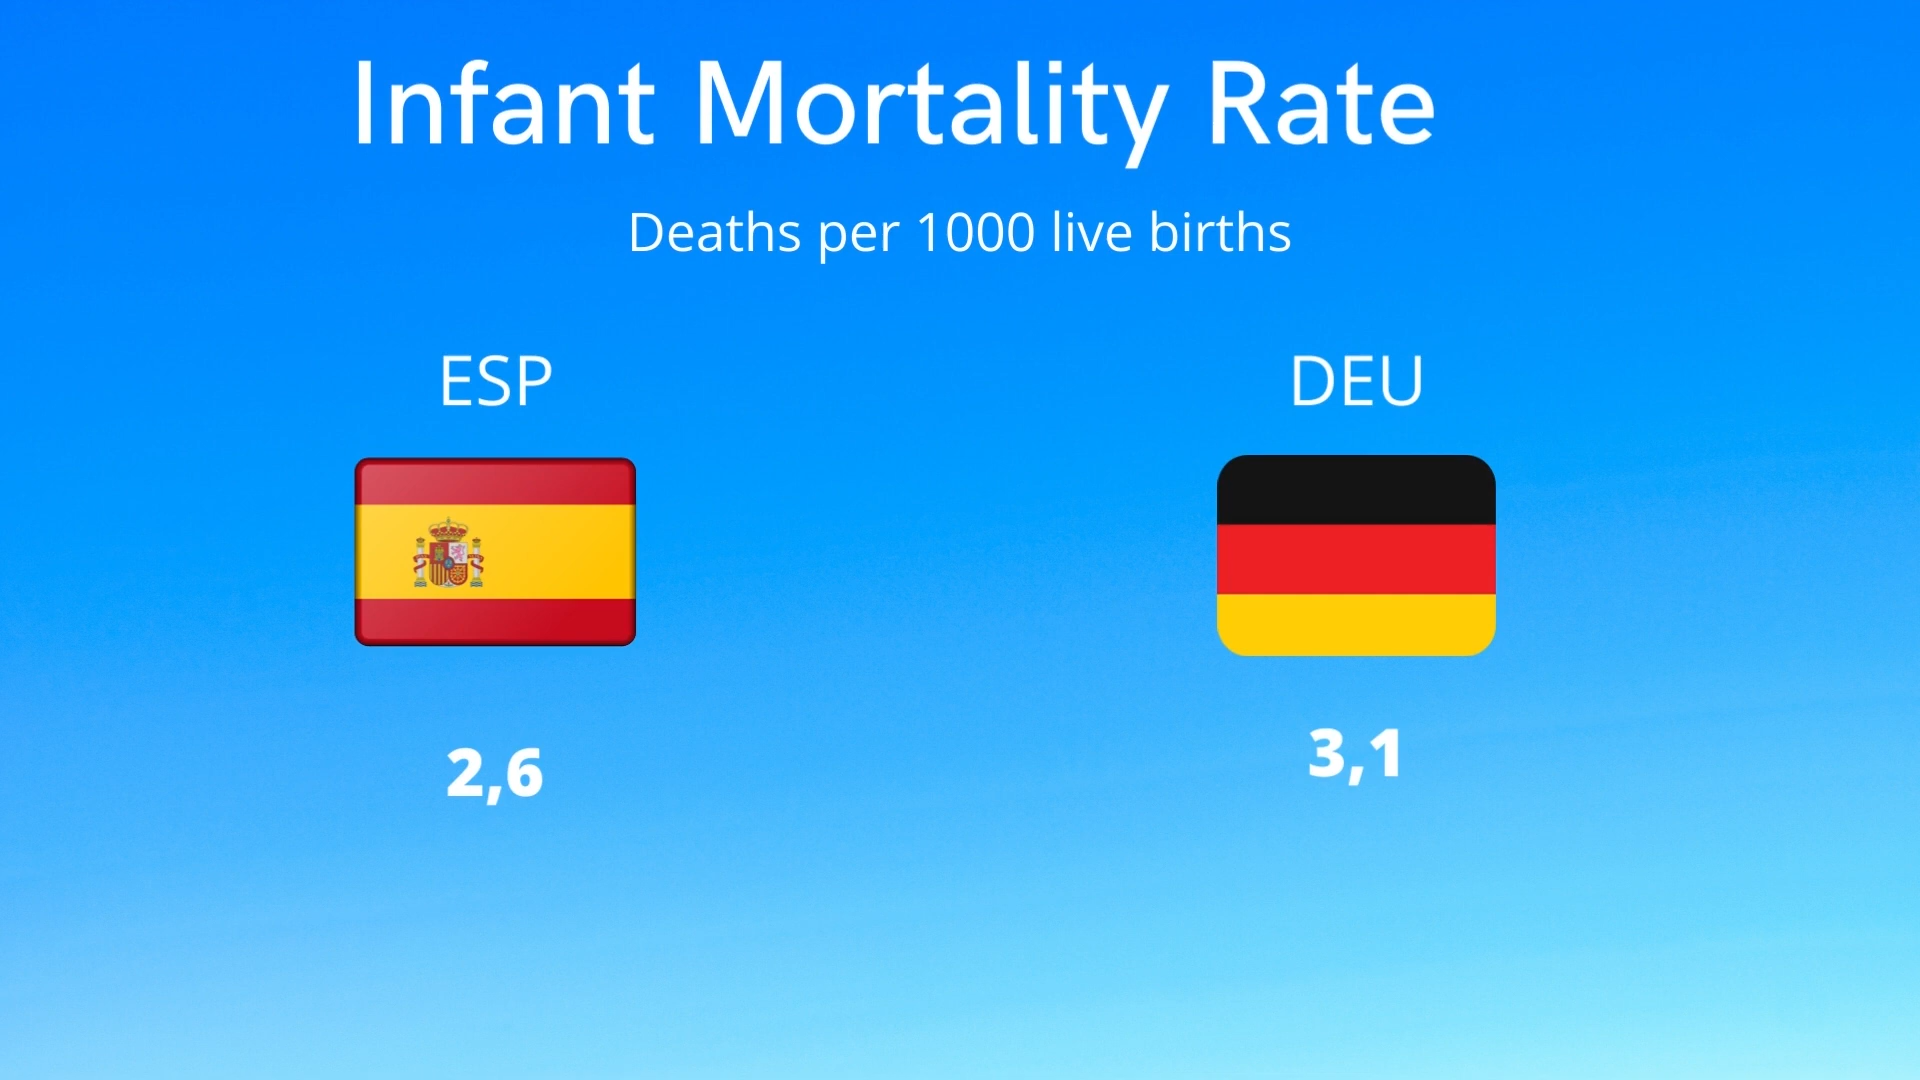 Infant Mortality Rate
Deaths per 1000 live births
ESP
DEU
2,6
3,1